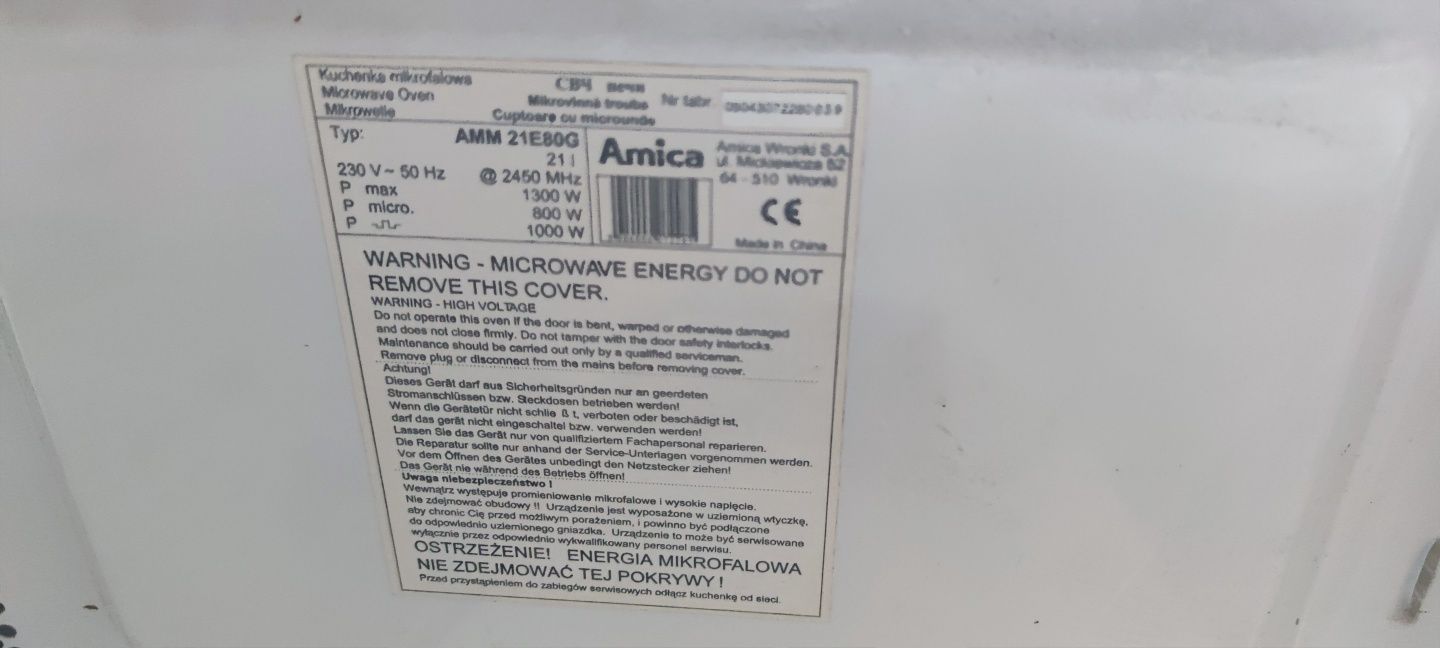 Kuchenka mikrofalowa
Microwave Oven
Mikrowelle
Mikrovlnná trouba
Cuptoare cu microunde
Nr fabr.
Typ: AMM 21E80G
21 l
230 V ~ 50 Hz @ 2450 MHz
P max 1300 W
P micro. 800 W
P 1000 W
Amica
Amica Wronki S.A.
ul. Mickiewicza 52
64 - 510 Wronki
CE
Made in China
WARNING - MICROWAVE ENERGY DO NOT
REMOVE THIS COVER.
WARNING - HIGH VOLTAGE
Do not operate this oven if the door is bent, warped or otherwise damaged
and does not close firmly. Do not tamper with the door safety interlocks.
Maintenance should be carried out only by a qualified serviceman.
Remove plug or disconnect from the mains before removing cover.
Achtung!
Dieses Gerät darf aus Sicherheitsgründen nur an geerdeten
Stromanschlüssen bzw. Steckdosen betrieben werden!
Wenn die Gerätetür nicht schlie ß t, verboten oder beschädigt ist,
darf das gerät nicht eingeschaltel bzw. verwenden werden!
Lassen Sie das Gerät nur von qualifiziertem Fachapersonal reparieren.
Die Reparatur sollte nur anhand der Service-Unterlagen vorgenommen werden.
Vor dem Öffnen des Gerätes unbedingt den Netzstecker ziehen!
Das Gerät nie während des Betriebs öffnen!
Uwaga niebezpieczeństwo !
Wewnątrz występuje promieniowanie mikrofalowe i wysokie napięcie.
Nie zdejmować obudowy !! Urządzenie jest wyposażone w uziemioną wtyczkę,
aby chronic Cię przed możliwym porażeniem, i powinno być podłączone
do odpowiednio uziemionego gniazdka. Urządzenie to może być serwisowane
wyłącznie przez odpowiednio wykwalifikowany personel serwisu.
OSTRZEŻENIE! ENERGIA MIKROFALOWA
NIE ZDEJMOWAĆ TEJ POKRYWY !
Przed przystąpieniem do zabiegów serwisowych odłącz kuchenkę od sieci.